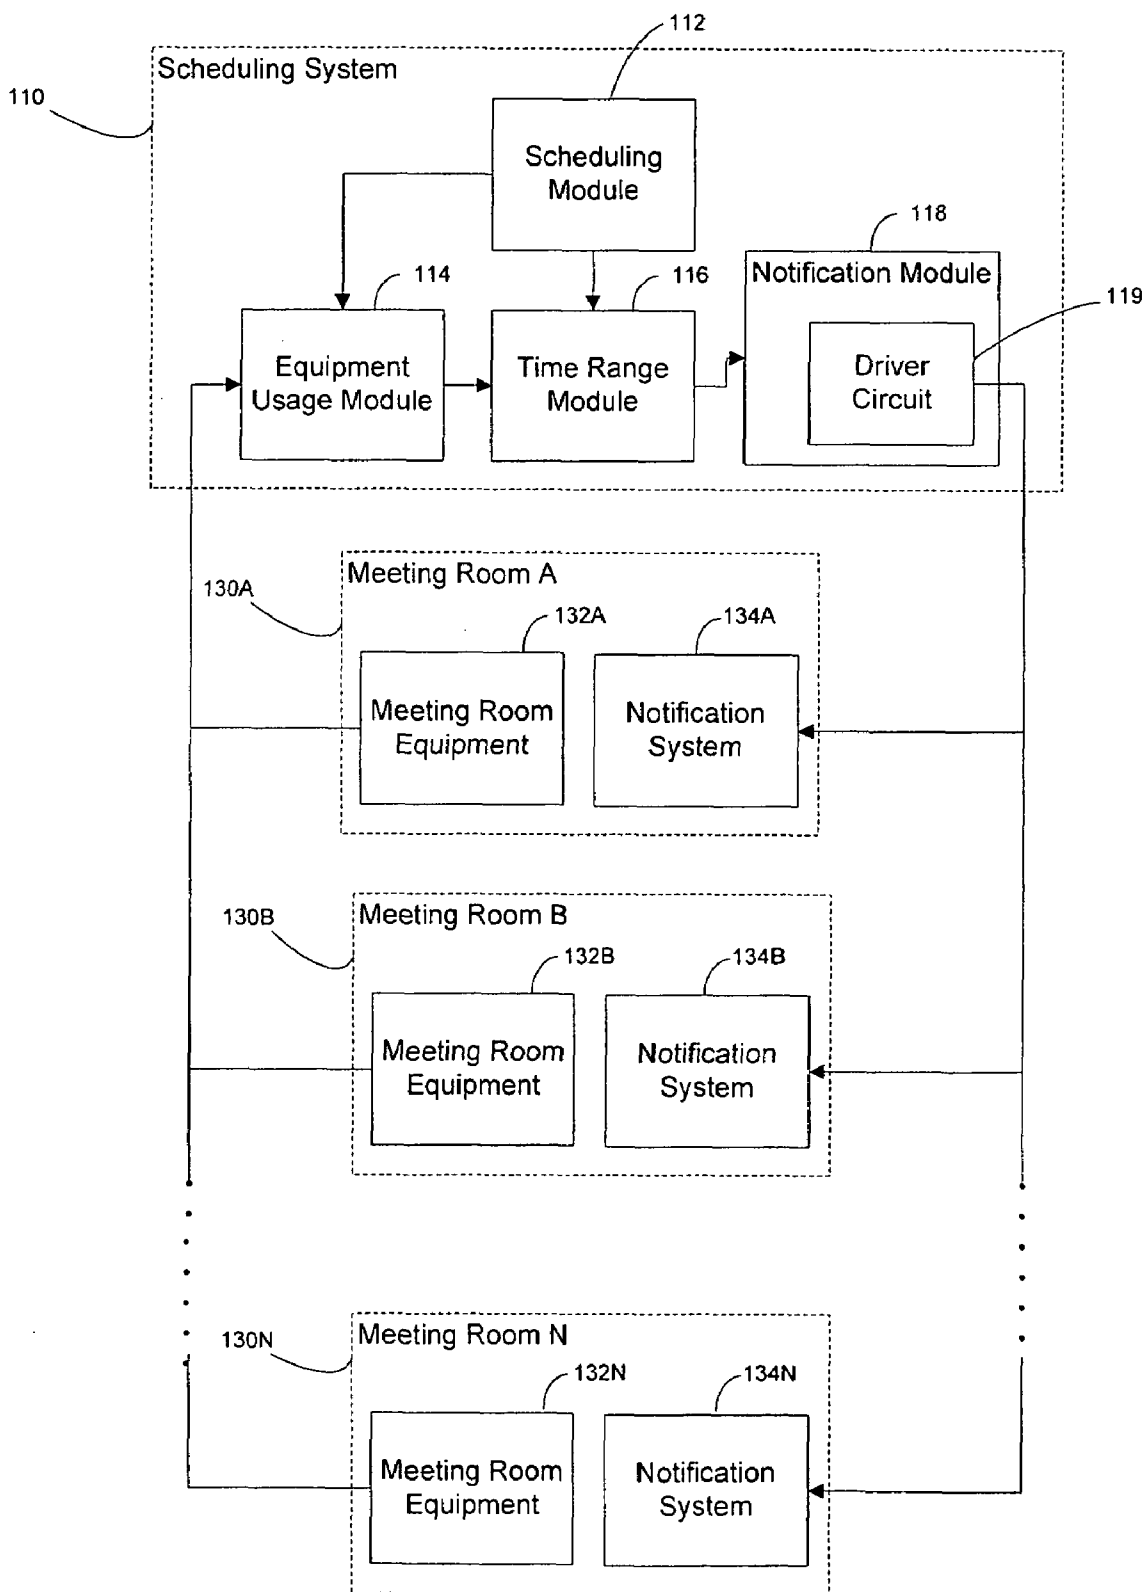 112
Scheduling System
110
Scheduling
Module
118
114
116
Notification Module
119
Equipment
Usage Module
Time Range
Module
Driver
Circuit
Meeting Room A
130A
132A
134A
Meeting Room
Equipment
Notification
System
Meeting Room B
130B
132B
134B
Meeting Room
Equipment
Notification
System
Meeting Room N
130N
132N
134N
Meeting Room
Equipment
Notification
System